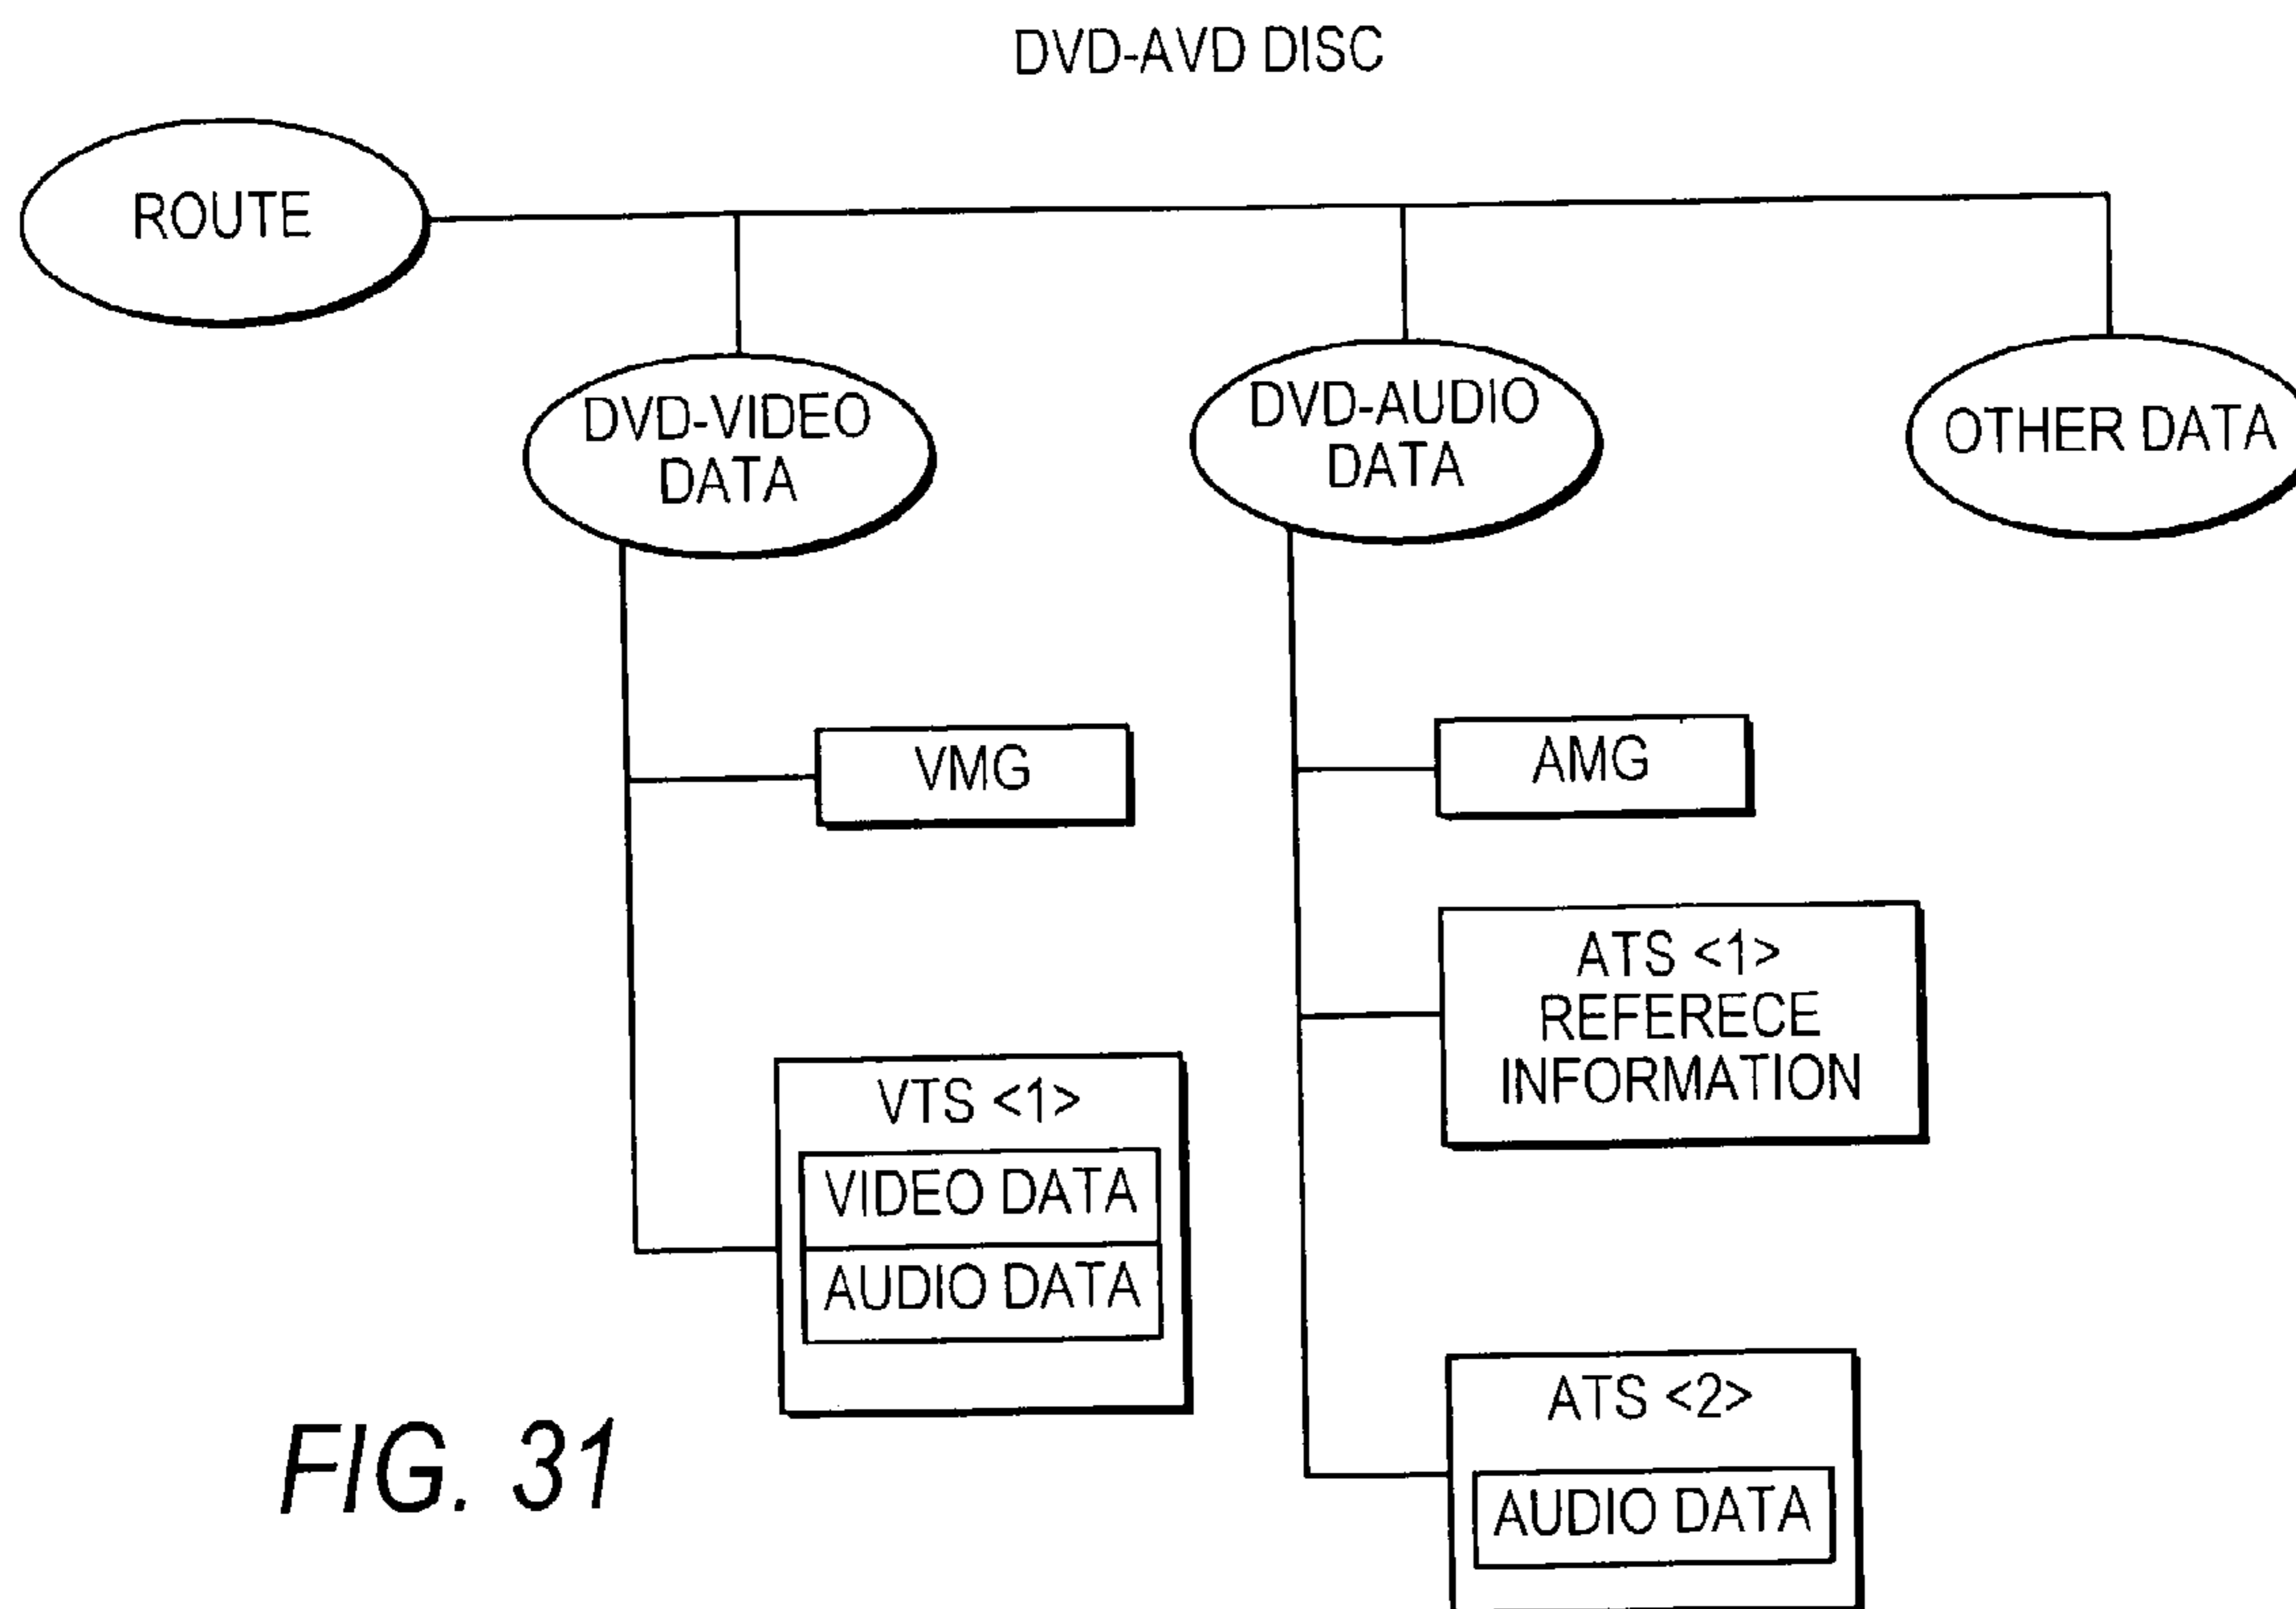 DVD-AVD DISC
ROUTE
DVD-VIDEO
DATA
DVD-AUDIO
DATA
OTHER DATA
VMG
AMG
ATS <1>
REFERECE
INFORMATION
VTS <1>
VIDEO DATA
AUDIO DATA
ATS <2>
AUDIO DATA
FIG. 31